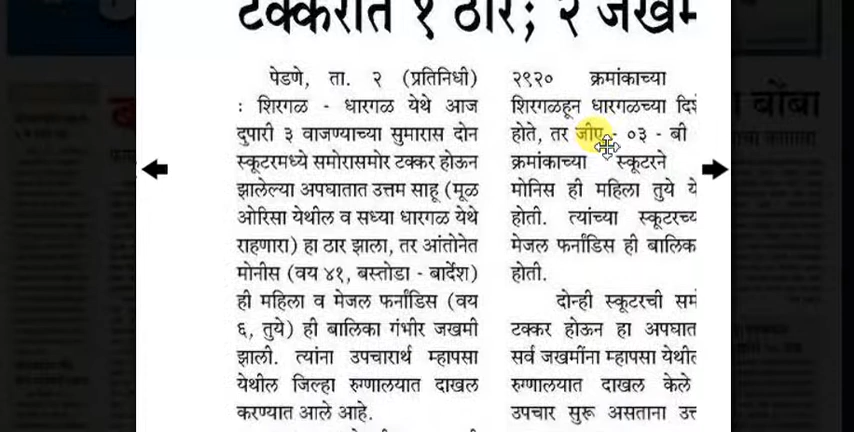 टक्करीत १ ठार; २ जखम
पेडणे, ता. २ (प्रतिनिधी)
: शिरगळ - धारगळ येथे आज
दुपारी ३ वाजण्याच्या सुमारास दोन
स्कूटरमध्ये समोरासमोर टक्कर होऊन
झालेल्या अपघातात उत्तम साहू (मूळ
ओरिसा येथील व सध्या धारगळ येथे
राहणारा) हा ठार झाला, तर आंतोनेत
मोनीस (वय ४१, बस्तोडा - बार्देश)
ही महिला व मेजल फर्नांडिस (वय
६, तुये) ही बालिका गंभीर जखमी
झाली. त्यांना उपचारार्थ म्हापसा
येथील जिल्हा रुग्णालयात दाखल
करण्यात आले आहे.
२९२० क्रमांकाच्या
शिरगळहून धारगळच्या दिशे
होते, तर जीए - ०३ - बी
क्रमांकाच्या स्कूटरने
मोनिस ही महिला तुये ये
होती. त्यांच्या स्कूटरच्य
मेजल फर्नांडिस ही बालिक
होती.
दोन्ही स्कूटरची सम
टक्कर होऊन हा अपघात
सर्व जखमींना म्हापसा येथील
रुग्णालयात दाखल केले
उपचार सुरू असताना उत्त
बोंबा